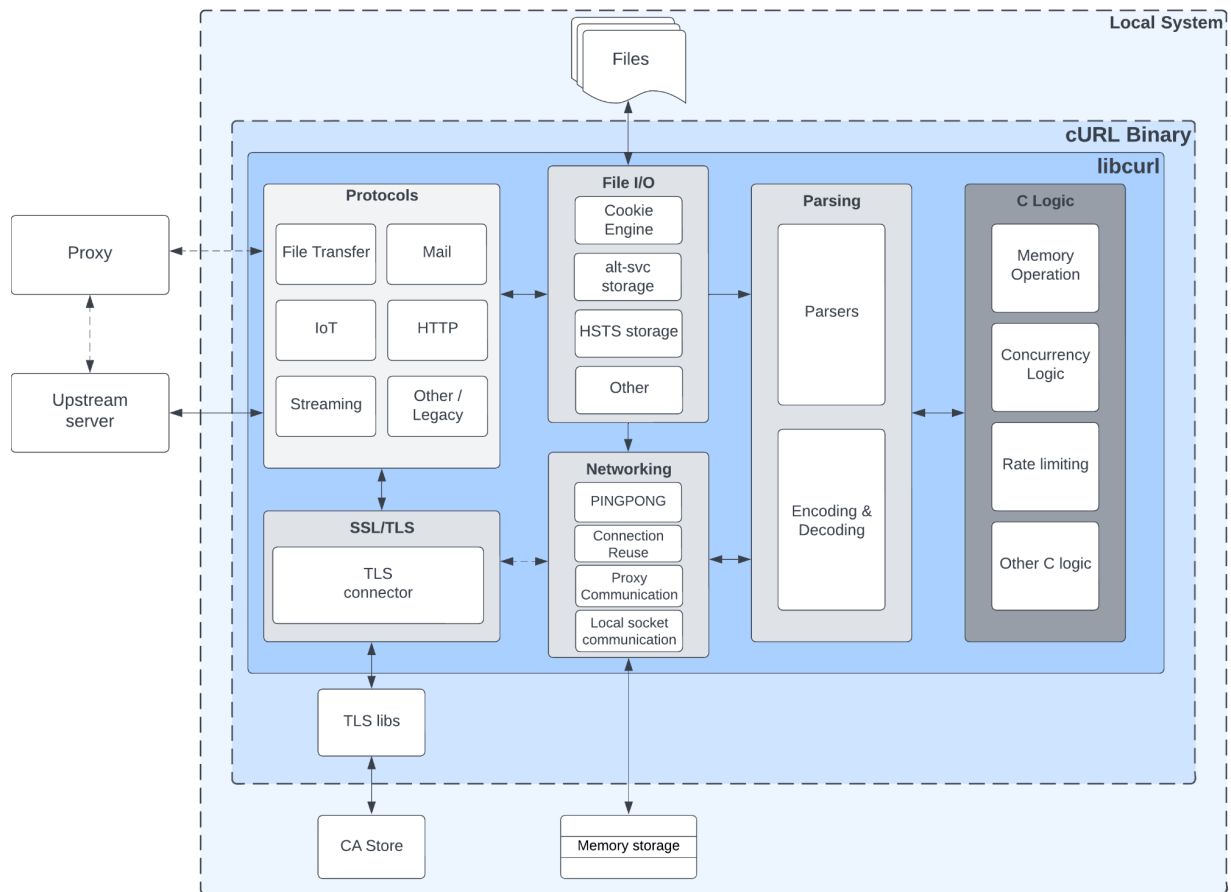 Local System
Files
cURL Binary
libcurl
Proxy
Upstream
server
Protocols
File Transfer
Mail
IoT
HTTP
Streaming
Other /
Legacy
SSL/TLS
TLS
connector
TLS libs
CA Store
File I/O
Cookie
Engine
alt-svc
storage
HSTS storage
Other
Networking
PINGPONG
Connection
Reuse
Proxy
Communication
Local socket
communication
Memory storage
Parsing
Parsers
Encoding &
Decoding
C Logic
Memory
Operation
Concurrency
Logic
Rate limiting
Other C logic